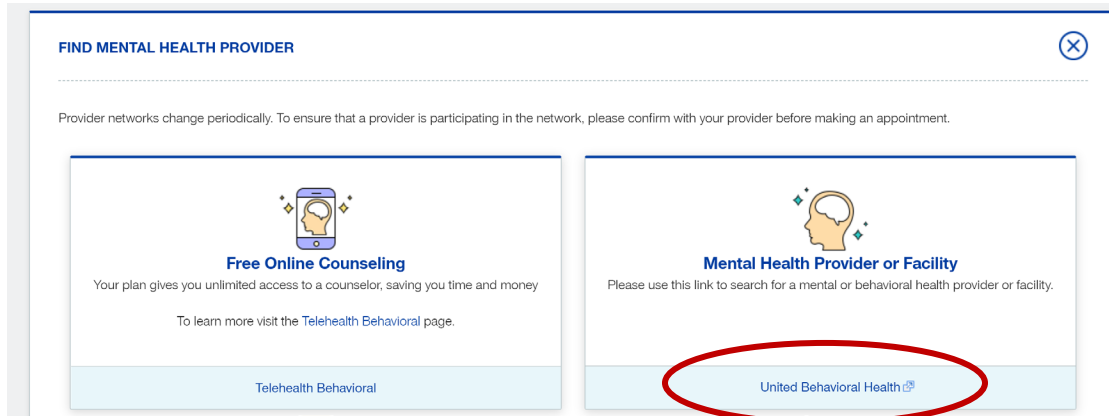 FIND MENTAL HEALTH PROVIDER
Provider networks change periodically. To ensure that a provider is participating in the network, please confirm with your provider before making an appointment.
Free Online Counseling
Your plan gives you unlimited access to a counselor, saving you time and money
To learn more visit the Telehealth Behavioral page.
Telehealth Behavioral
Mental Health Provider or Facility
Please use this link to search for a mental or behavioral health provider or facility.
United Behavioral Health